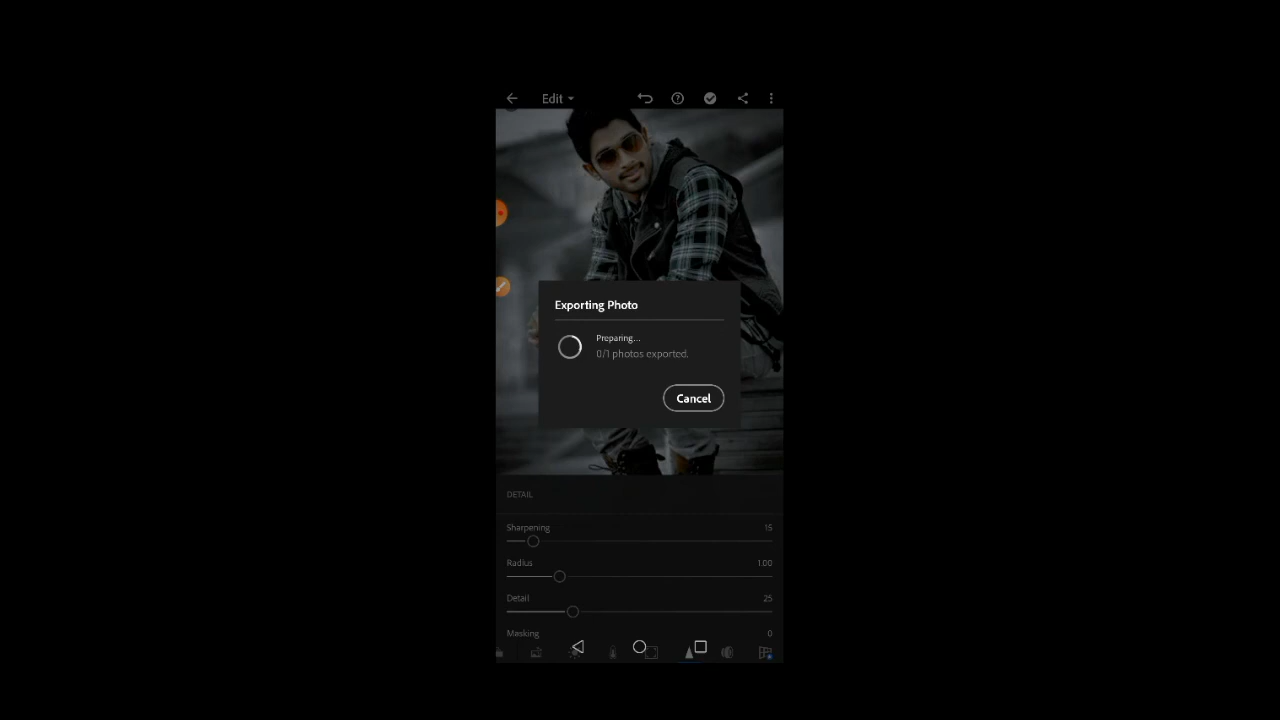 Edit
Exporting Photo
Preparing...
0/1 photos exported.
Cancel
DETAIL
Sharpening 15
Radius 1.00
Detail 25
Masking 0